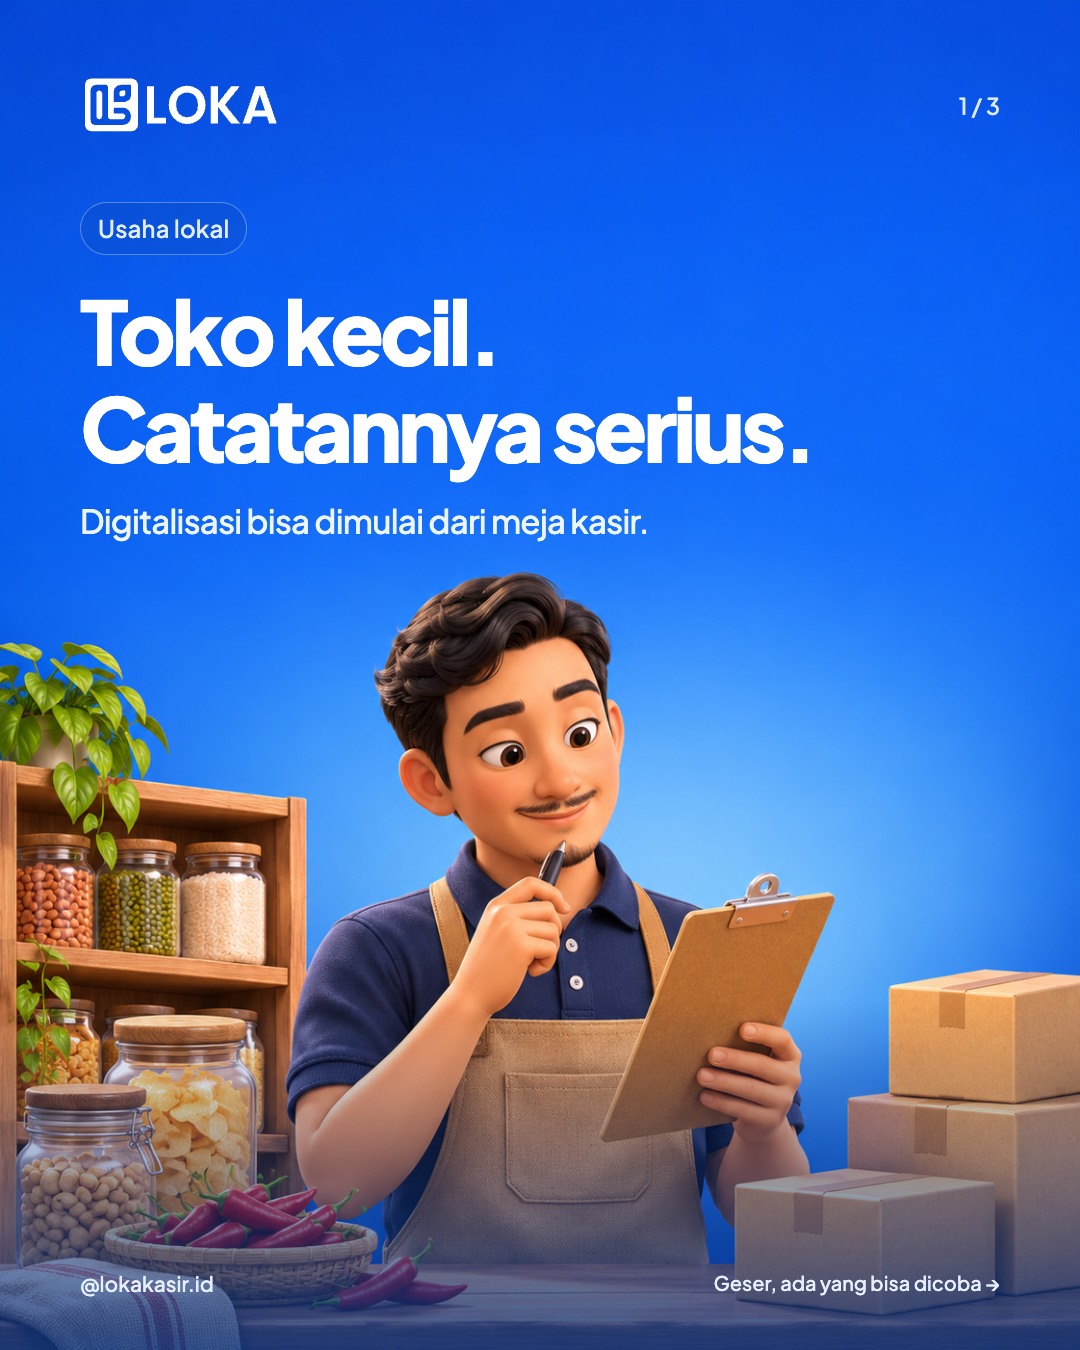 LOKA
1 / 3
Usaha lokal
Toko kecil.
Catatannya serius.
Digitalisasi bisa dimulai dari meja kasir.
@lokakasir.id
Geser, ada yang bisa dicoba →